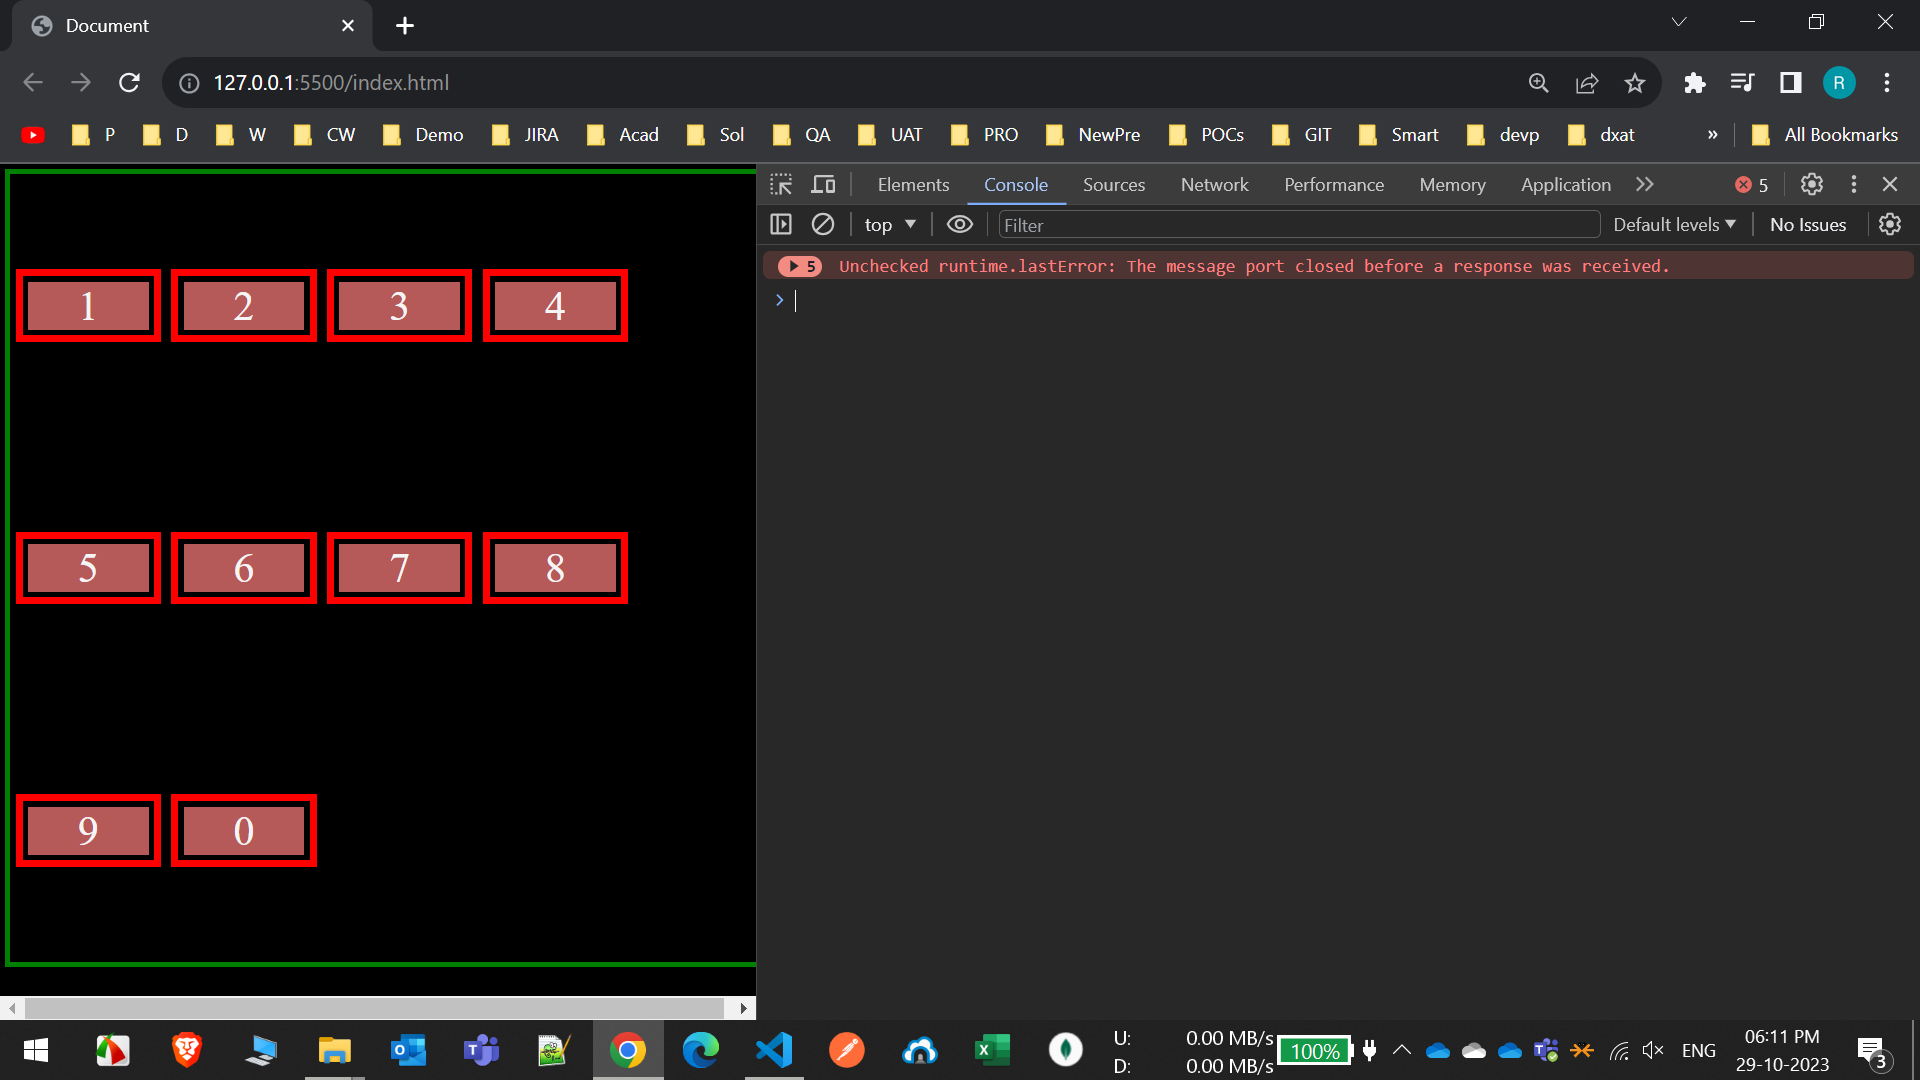 Document
127.0.0.1:5500/index.html
R
P D W CW Demo JIRA Acad Sol QA UAT PRO NewPre POCs GIT Smart devp dxat » All Bookmarks
Elements Console Sources Network Performance Memory Application 5
top Filter Default levels No Issues
5 Unchecked runtime.lastError: The message port closed before a response was received.
1 2 3 4
5 6 7 8
9 0
U: 0.00 MB/s
D: 0.00 MB/s
100%
ENG
06:11 PM
29-10-2023
3